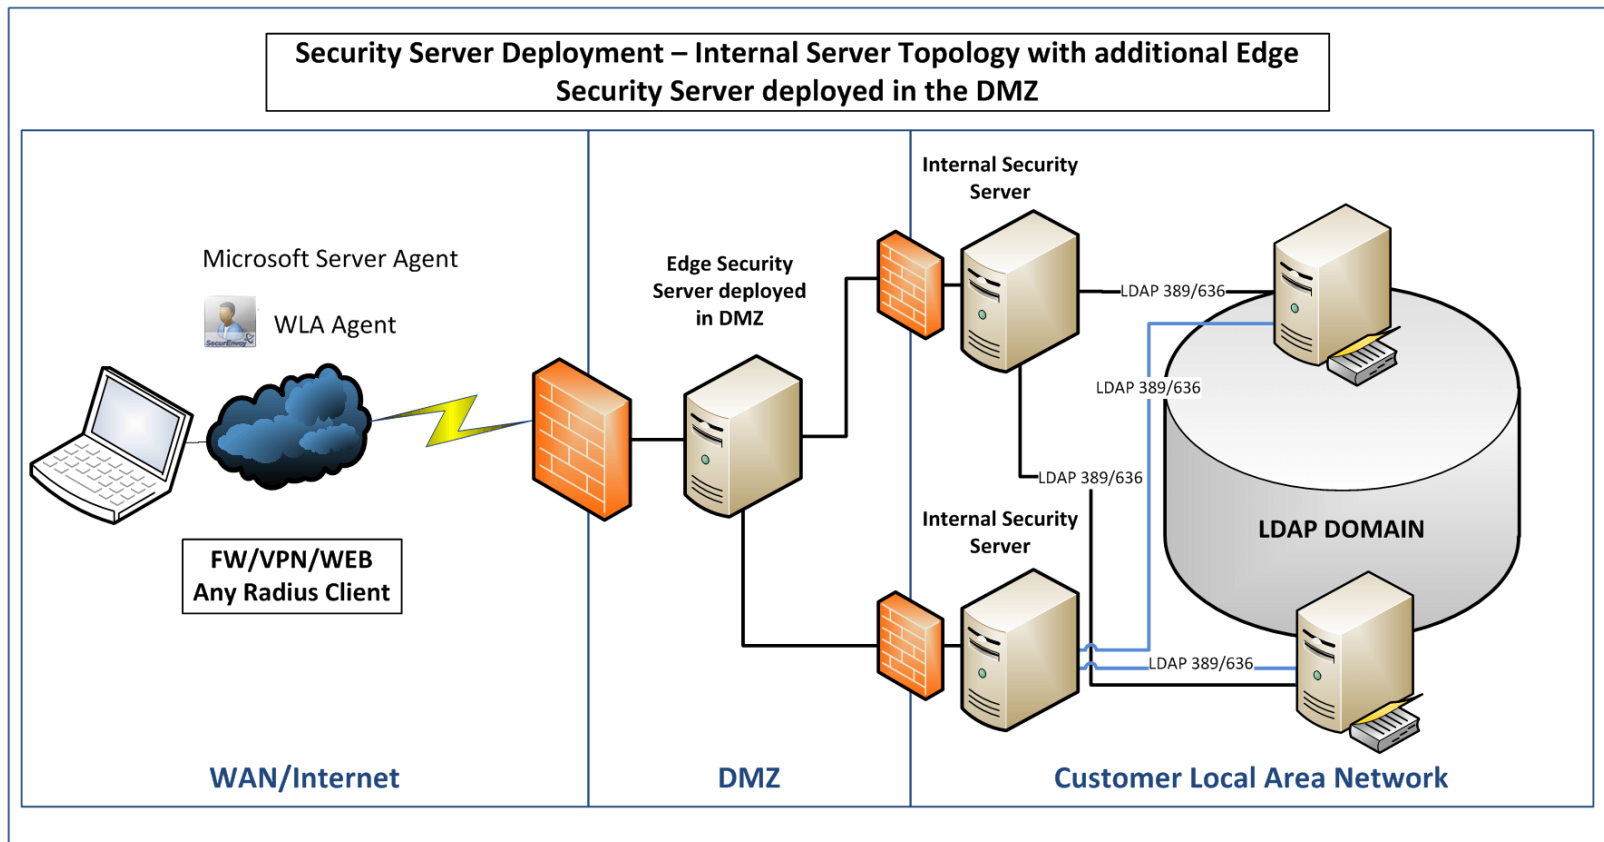 Security Server Deployment – Internal Server Topology with additional Edge
Security Server deployed in the DMZ
Microsoft Server Agent
SecurEnvoy
WLA Agent
FW/VPN/WEB
Any Radius Client
WAN/Internet
Edge Security
Server deployed
in DMZ
DMZ
Internal Security
Server
LDAP 389/636
LDAP 389/636
LDAP 389/636
Internal Security
Server
LDAP 389/636
LDAP DOMAIN
Customer Local Area Network